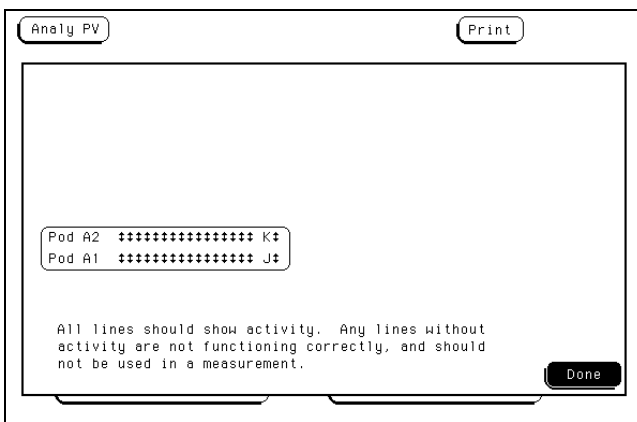 Analy PV
Print
Pod A2 ↕↕↕↕↕↕↕↕↕↕↕↕↕↕↕↕ K↕
Pod A1 ↕↕↕↕↕↕↕↕↕↕↕↕↕↕↕↕ J↕
All lines should show activity. Any lines without
activity are not functioning correctly, and should
not be used in a measurement.
Done